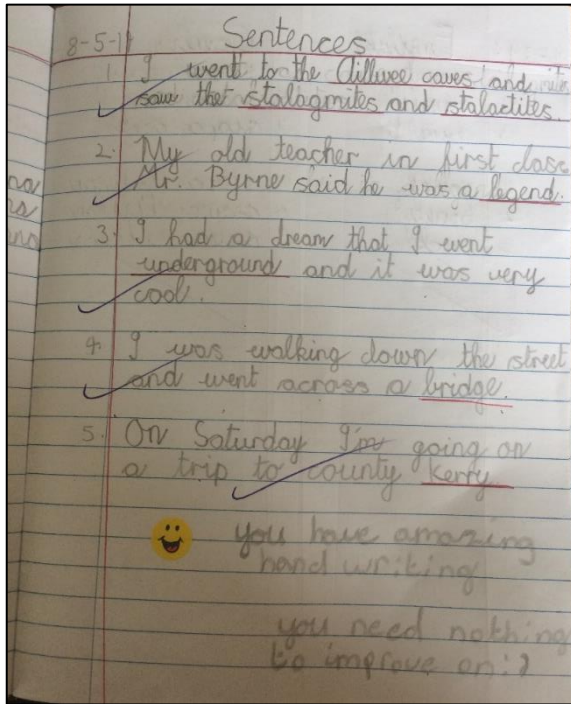 8-5-19 Sentences
1. I went to the Aillwee caves and
saw the stalagmites and stalactites.
2. My old teacher in first class
Mr. Byrne said he was a legend.
3. I had a dream that I went
underground and it was very
cool.
4. I was walking down the street
and went across a bridge.
5. On Saturday I'm going on
a trip to county Kerry
you have amazing
hand writing
you need nothing
to improve on:)